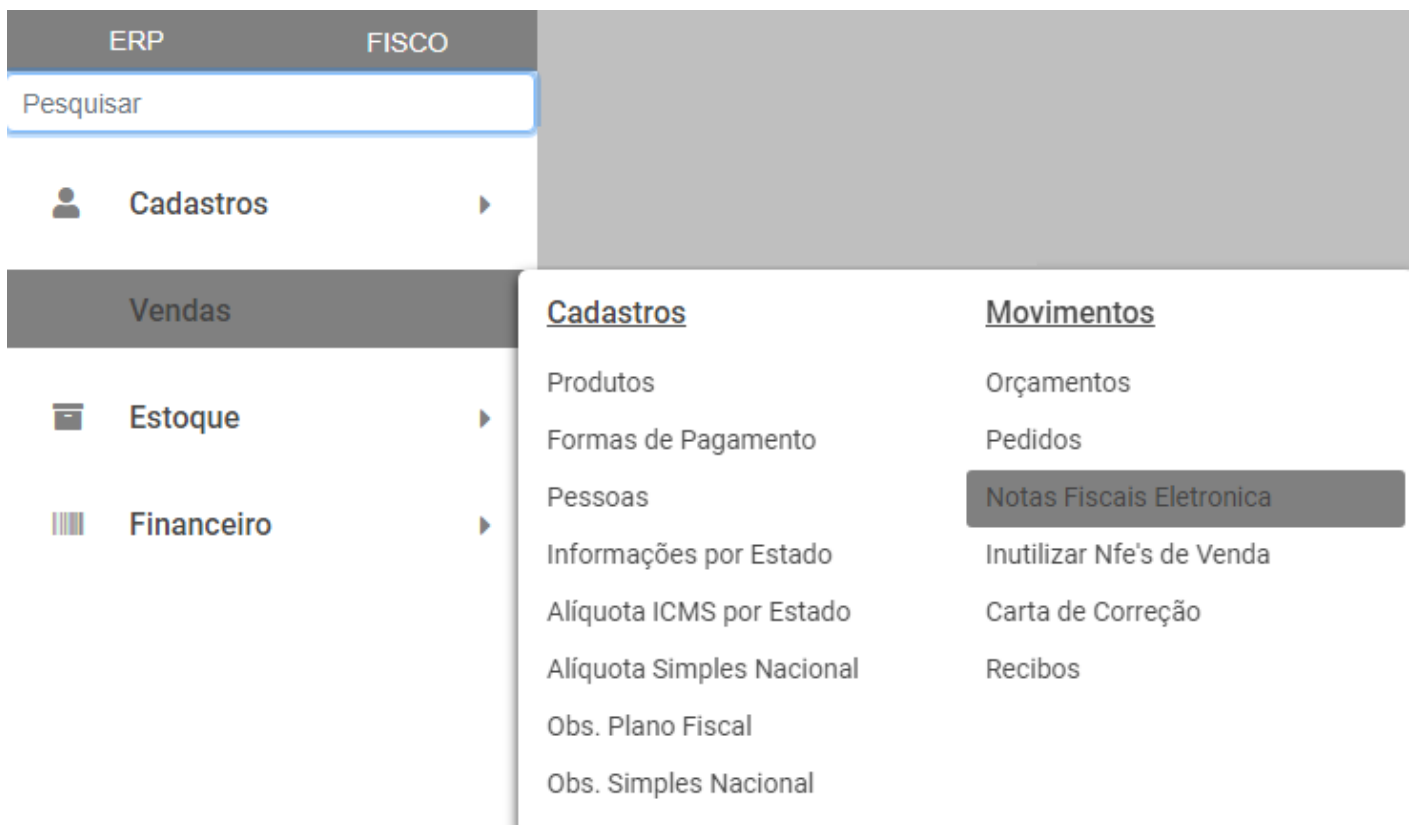 ERP FISCO
Pesquisar
Cadastros
Vendas
Estoque
Financeiro
Cadastros
Produtos
Formas de Pagamento
Pessoas
Informações por Estado
Alíquota ICMS por Estado
Alíquota Simples Nacional
Obs. Plano Fiscal
Obs. Simples Nacional
Movimentos
Orçamentos
Pedidos
Notas Fiscais Eletronica
Inutilizar Nfe's de Venda
Carta de Correção
Recibos